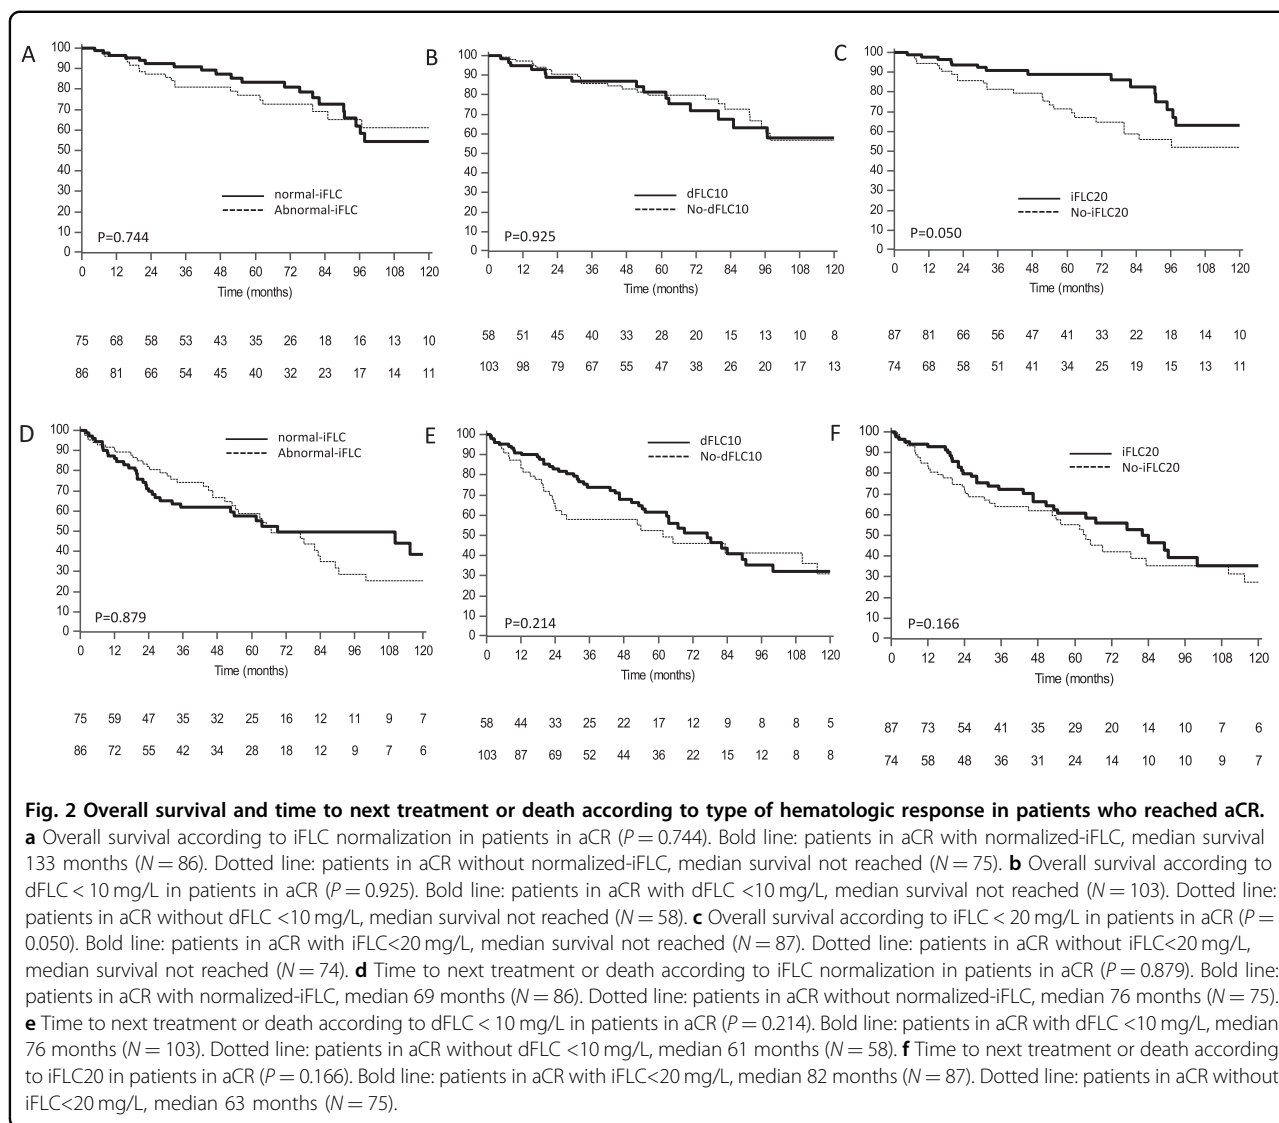 A
100
90
80
70
60
50
40
30
20
10
0
normal-iFLC
Abnormal-iFLC
P=0.744
0 12 24 36 48 60 72 84 96 108 120
Time (months)
75 68 58 53 43 35 26 18 16 13 10
86 81 66 54 45 40 32 23 17 14 11
B
100
90
80
70
60
50
40
30
20
10
0
dFLC10
No-dFLC10
P=0.925
0 12 24 36 48 60 72 84 96 108 120
Time (months)
58 51 45 40 33 28 20 15 13 10 8
103 98 79 67 55 47 38 26 20 17 13
C
100
90
80
70
60
50
40
30
20
10
0
iFLC20
No-iFLC20
P=0.050
0 12 24 36 48 60 72 84 96 108 120
Time (months)
87 81 66 56 47 41 33 22 18 14 10
74 68 58 51 41 34 25 19 15 13 11
D
100
90
80
70
60
50
40
30
20
10
0
normal-iFLC
Abnormal-iFLC
P=0.879
0 12 24 36 48 60 72 84 96 108 120
Time (months)
75 59 47 35 32 25 16 12 11 9 7
86 72 55 42 34 28 18 12 9 7 6
E
100
90
80
70
60
50
40
30
20
10
0
dFLC10
No-dFLC10
P=0.214
0 12 24 36 48 60 72 84 96 108 120
Time (months)
58 44 33 25 22 17 12 9 8 8 5
103 87 69 52 44 36 22 15 12 8 8
F
100
90
80
70
60
50
40
30
20
10
0
iFLC20
No-iFLC20
P=0.166
0 12 24 36 48 60 72 84 96 108 120
Time (months)
87 73 54 41 35 29 20 14 10 7 6
74 58 48 36 31 24 14 10 10 9 7
Fig. 2 Overall survival and time to next treatment or death according to type of hematologic response in patients who reached aCR.
a Overall survival according to iFLC normalization in patients in aCR (P = 0.744). Bold line: patients in aCR with normalized-iFLC, median survival
133 months (N = 86). Dotted line: patients in aCR without normalized-iFLC, median survival not reached (N = 75). b Overall survival according to
dFLC < 10 mg/L in patients in aCR (P = 0.925). Bold line: patients in aCR with dFLC <10 mg/L, median survival not reached (N = 103). Dotted line:
patients in aCR without dFLC <10 mg/L, median survival not reached (N = 58). c Overall survival according to iFLC < 20 mg/L in patients in aCR (P =
0.050). Bold line: patients in aCR with iFLC<20 mg/L, median survival not reached (N = 87). Dotted line: patients in aCR without iFLC<20 mg/L,
median survival not reached (N = 74). d Time to next treatment or death according to iFLC normalization in patients in aCR (P = 0.879). Bold line:
patients in aCR with normalized-iFLC, median 69 months (N = 86). Dotted line: patients in aCR without normalized-iFLC, median 76 months (N = 75).
e Time to next treatment or death according to dFLC < 10 mg/L in patients in aCR (P = 0.214). Bold line: patients in aCR with dFLC <10 mg/L, median
76 months (N = 103). Dotted line: patients in aCR without dFLC <10 mg/L, median 61 months (N = 58). f Time to next treatment or death according
to iFLC20 in patients in aCR (P = 0.166). Bold line: patients in aCR with iFLC<20 mg/L, median 82 months (N = 87). Dotted line: patients in aCR without
iFLC<20 mg/L, median 63 months (N = 75).